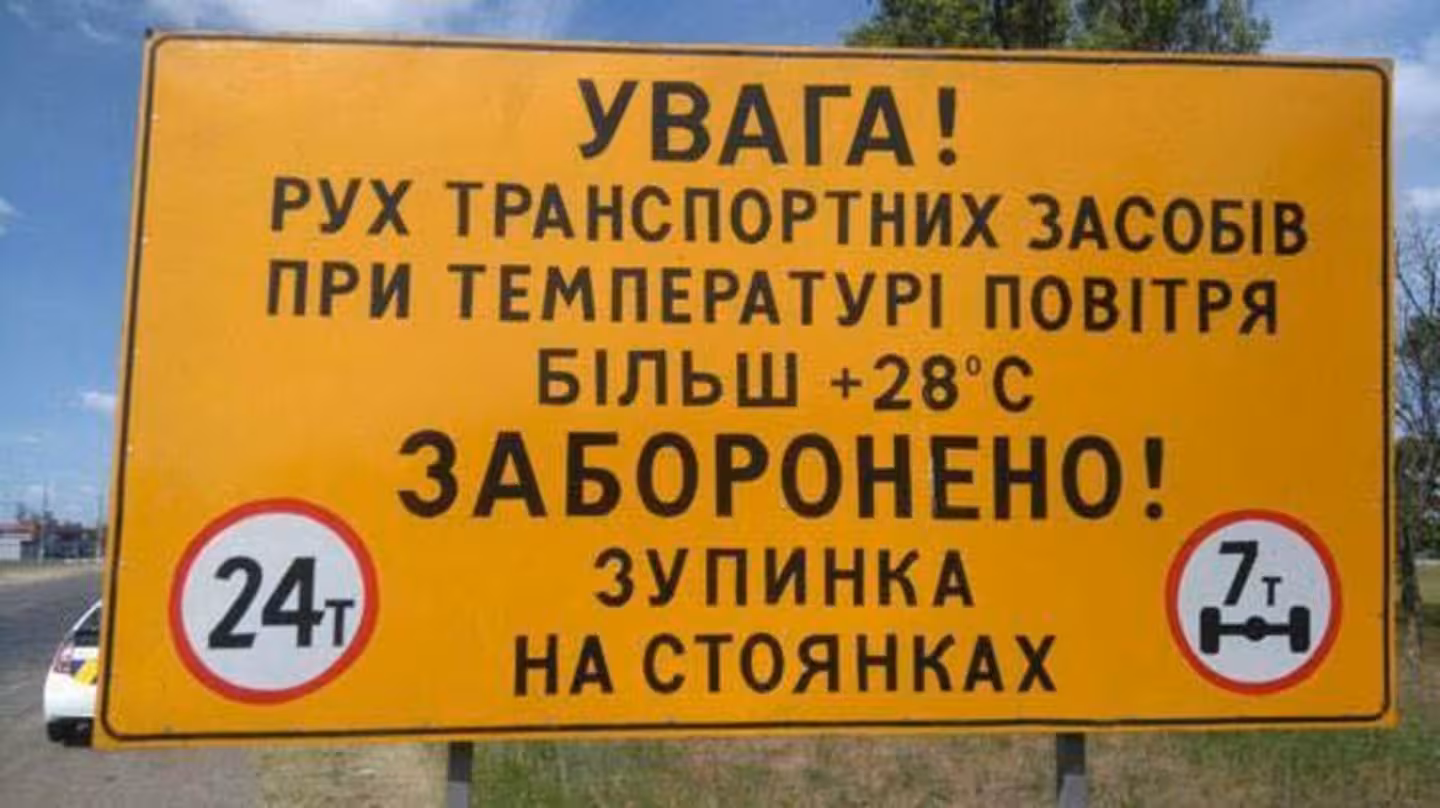 УВАГА!
РУХ ТРАНСПОРТНИХ ЗАСОБІВ
ПРИ ТЕМПЕРАТУРІ ПОВІТРЯ
БІЛЬШ +28°С
ЗАБОРОНЕНО!
ЗУПИНКА
НА СТОЯНКАХ
24т
7т